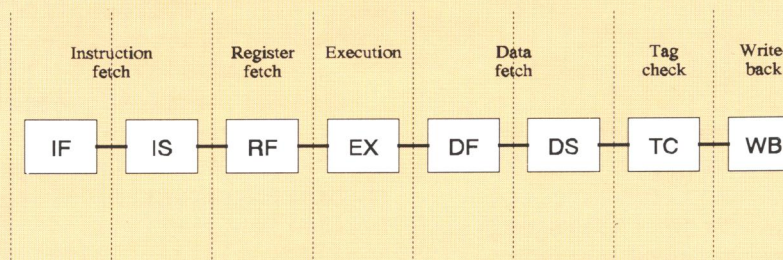 Instruction fetch
Register fetch
Execution
Data fetch
Tag check
Write back
IF IS RF EX DF DS TC WB